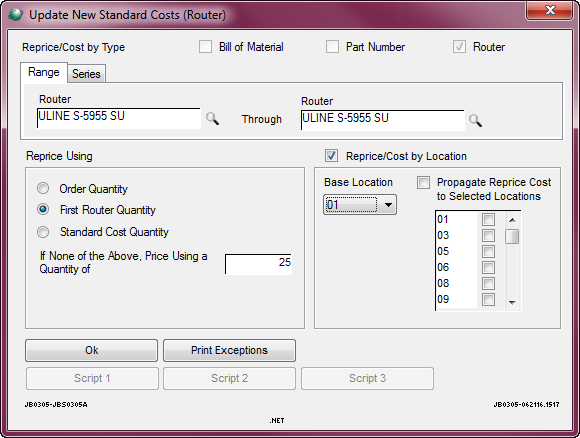 Update New Standard Costs (Router)
Reprice/Cost by Type
Bill of Material
Part Number
Router
Range
Series
Router
Router
ULINE S-5955 SU
Through
ULINE S-5955 SU
Reprice Using
Reprice/Cost by Location
Order Quantity
First Router Quantity
Standard Cost Quantity
If None of the Above, Price Using a
Quantity of
25
Base Location
01
Propagate Reprice Cost
to Selected Locations
01
03
05
06
08
09
Ok
Print Exceptions
Script 1
Script 2
Script 3
JB0305-JBS0305A
JB0305-062116.1517
.NET